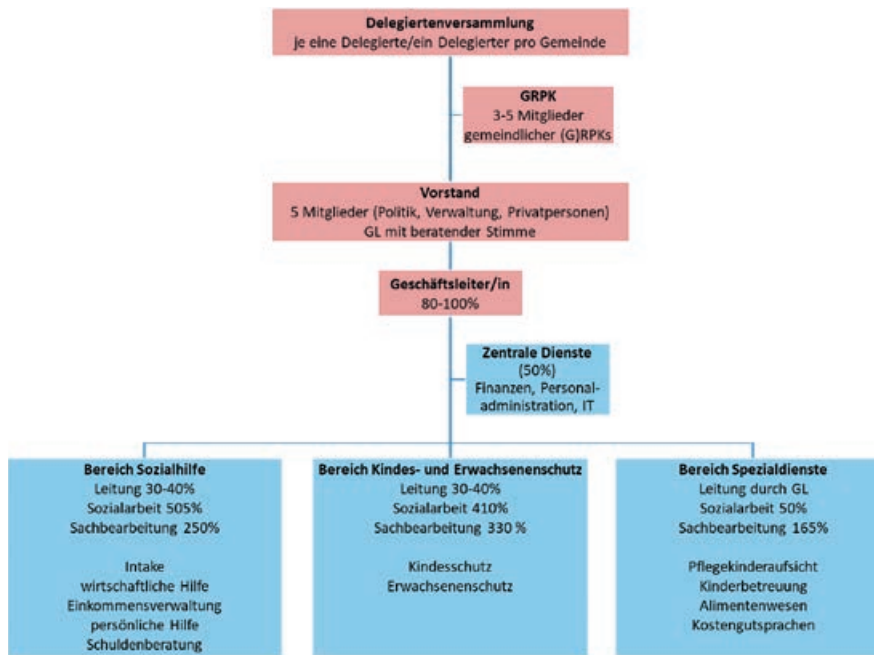 Delegiertenversammlung
je eine Delegierte/ein Delegierter pro Gemeinde
GRPK
3-5 Mitglieder
gemeindlicher (G)RPKs
Vorstand
5 Mitglieder (Politik, Verwaltung, Privatpersonen)
GL mit beratender Stimme
Geschäftsleiter/in
80-100%
Zentrale Dienste
(50%)
Finanzen, Personal-
administration, IT
Bereich Sozialhilfe
Leitung 30-40%
Sozialarbeit 505%
Sachbearbeitung 250%
Intake
wirtschaftliche Hilfe
Einkommensverwaltung
persönliche Hilfe
Schuldenberatung
Bereich Kindes- und Erwachsenenschutz
Leitung 30-40%
Sozialarbeit 410%
Sachbearbeitung 330 %
Kindesschutz
Erwachsenenschutz
Bereich Spezialdienste
Leitung durch GL
Sozialarbeit 50%
Sachbearbeitung 165%
Pflegekinderaufsicht
Kinderbetreuung
Alimentenwesen
Kostengutsprachen